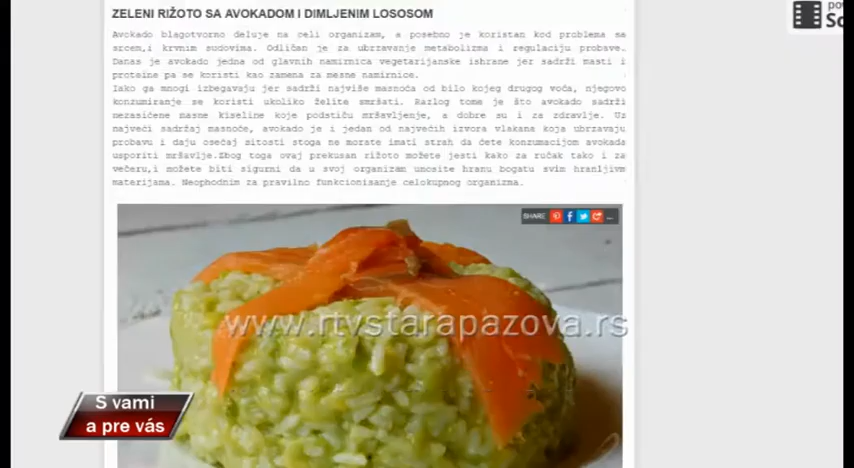 ZELENI RIŽOTO SA AVOKADOM I DIMLJENIM LOSOSOM
Avokado blagotvorno deluje na celi organizam, a posebno je koristan kod problema sa
srcem,i krvnim sudovima. Odličan je za ubrzavanje metabolizma i regulaciju probave.
Danas je avokado jedna od glavnih namirnica vegetarijanske ishrane jer sadrži masti i
proteine pa se koristi kao zamena za mesne namirnice.
Iako ga mnogi izbegavaju jer sadrži najviše masnoća od bilo kojeg drugog voća, njegovo
konzumiranje se koristi ukoliko želite smršati. Razlog tome je što avokado sadrži
nezasićene masne kiseline koje podstiču mršavljenje, a dobre su i za zdravlje. Uz
najveći sadržaj masnoće, avokado je i jedan od najvećih izvora vlakana koja ubrzavaju
probavu i daju osećaj sitosti stoga ne morate imati strah da ćete konzumacijom avokada
usporiti mršavlje.Zbog toga ovaj prekusan rižoto možete jesti kako za ručak tako i za
večeru,i možete biti sigurni da u svoj organizam unosite hranu bogatu svim hranljivm
materijama. Neophodnim za pravilno funkcionisanje celokupnog organizma.
SHARE
www.rtvstarapazova.rs
S vami
a pre vás